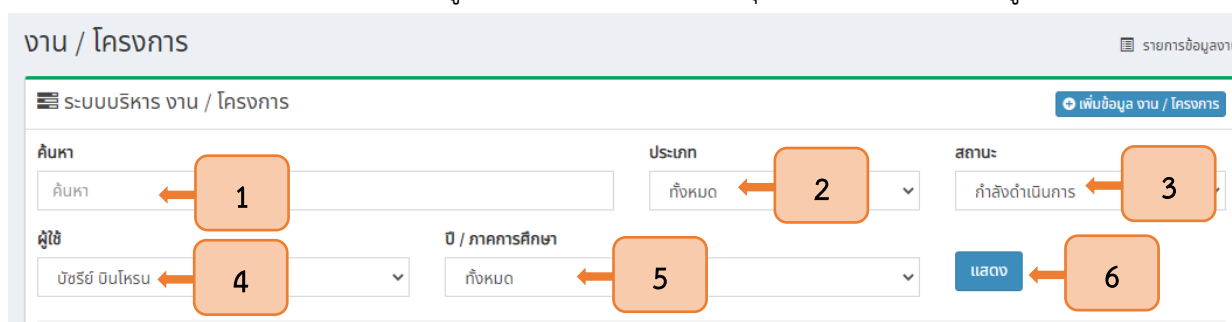 งาน / โครงการ
รายการข้อมูลงา
ระบบบริหาร งาน / โครงการ
เพิ่มข้อมูล งาน / โครงการ
ค้นหา
ประเภท
สถานะ
ค้นหา
1
ทั้งหมด
2
กำลังดำเนินการ
3
ผู้ใช้
ปี / ภาคการศึกษา
บัซรีย์ บินโหรน
4
ทั้งหมด
5
แสดง
6